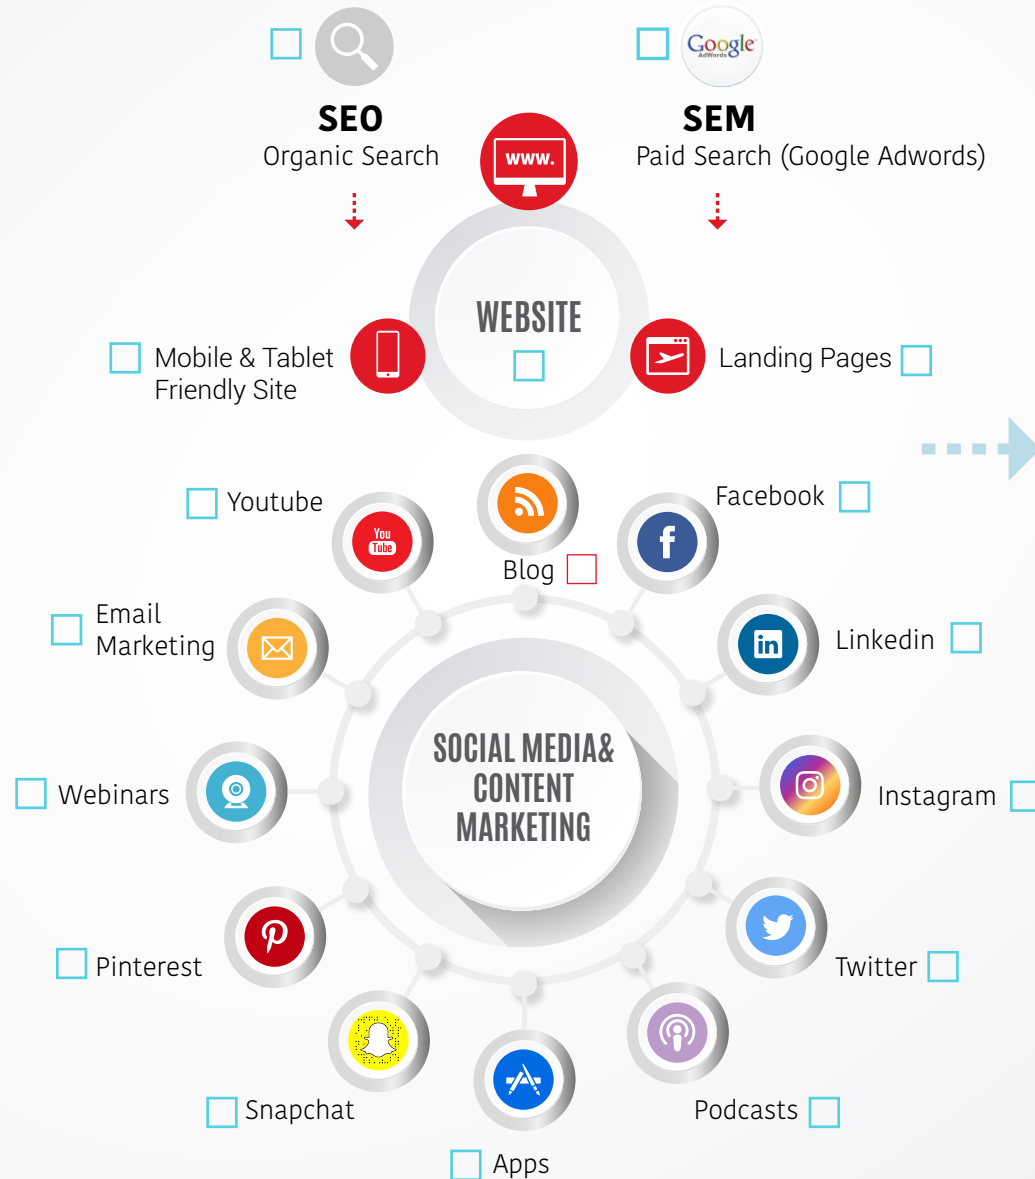 Google
AdWords
SEO
Organic Search
SEM
Paid Search (Google Adwords)
www.
WEBSITE
Mobile & Tablet
Friendly Site
Landing Pages
Youtube
You
Tube
Blog
Facebook
f
Email
Marketing
in
Linkedin
SOCIAL MEDIA&
CONTENT
MARKETING
Webinars
Instagram
Pinterest
Twitter
Snapchat
Podcasts
Apps